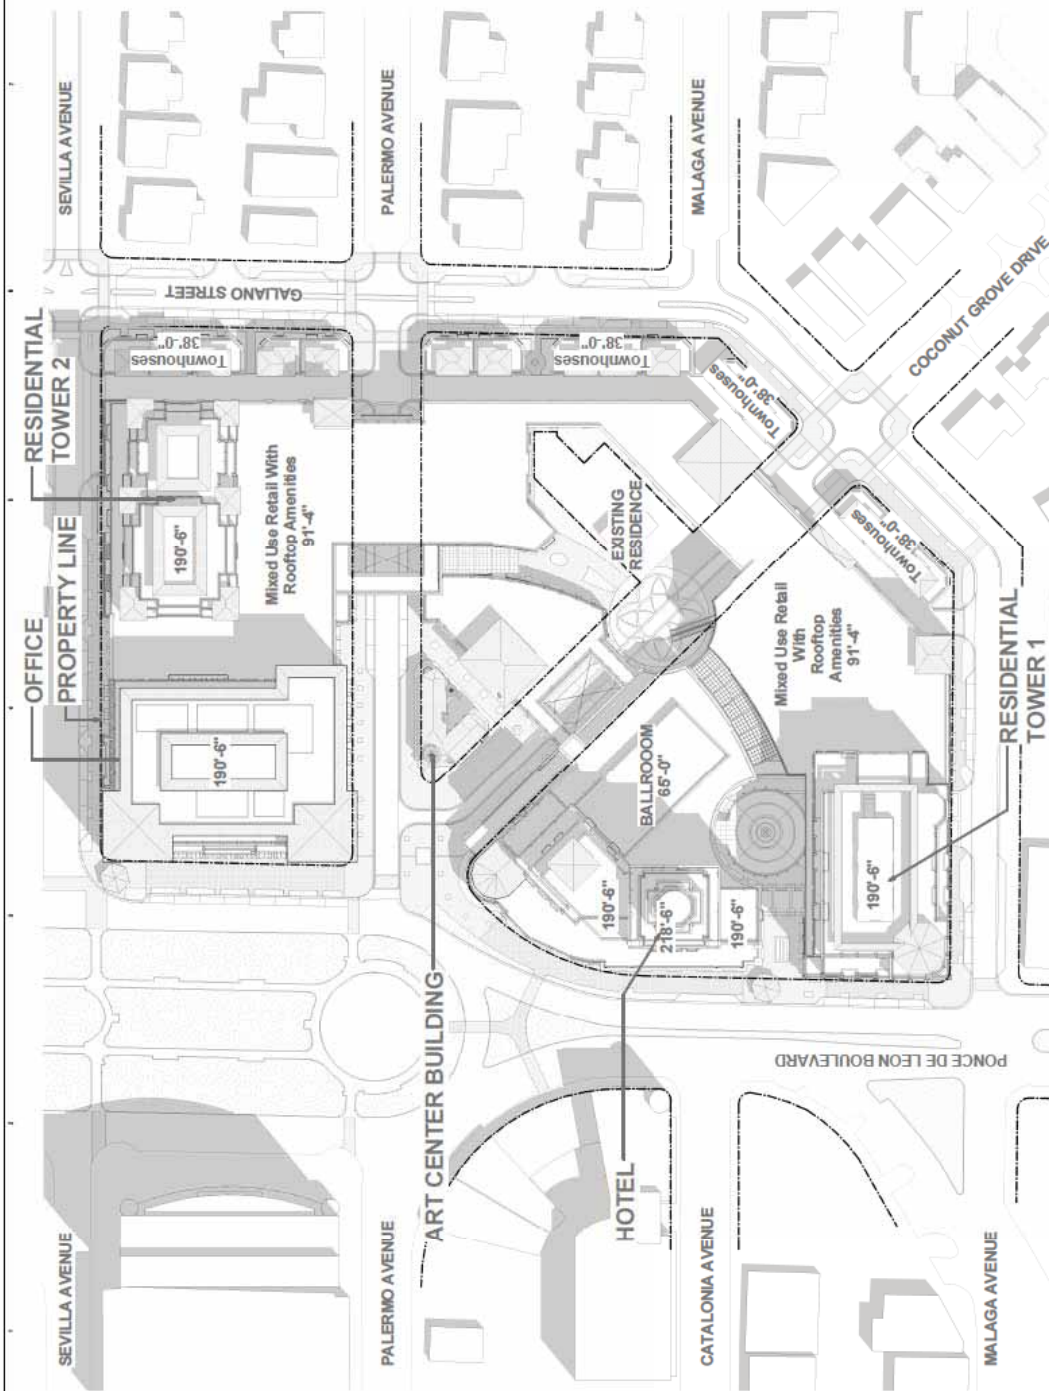 SEVILLA AVENUE
PALERMO AVENUE
MALAGA AVENUE
GALIANO STREET
COCONUT GROVE DRIVE
RESIDENTIAL
TOWER 2
PROPERTY LINE
OFFICE
Townhouses
38'-0"
Townhouses
38'-0"
Townhouses
38'-0"
Townhouses
38'-0"
190'-6"
Mixed Use Retail With
Rooftop Amenities
91'-4"
EXISTING
RESIDENCE
190'-6"
BALLROOOM
65'-0"
Mixed Use Retail
With
Rooftop
Amenities
91'-4"
RESIDENTIAL
TOWER 1
190'-6"
218'-6"
190'-6"
190'-6"
ART CENTER BUILDING
HOTEL
PONCE DE LEON BOULEVARD
SEVILLA AVENUE
PALERMO AVENUE
CATALONIA AVENUE
MALAGA AVENUE